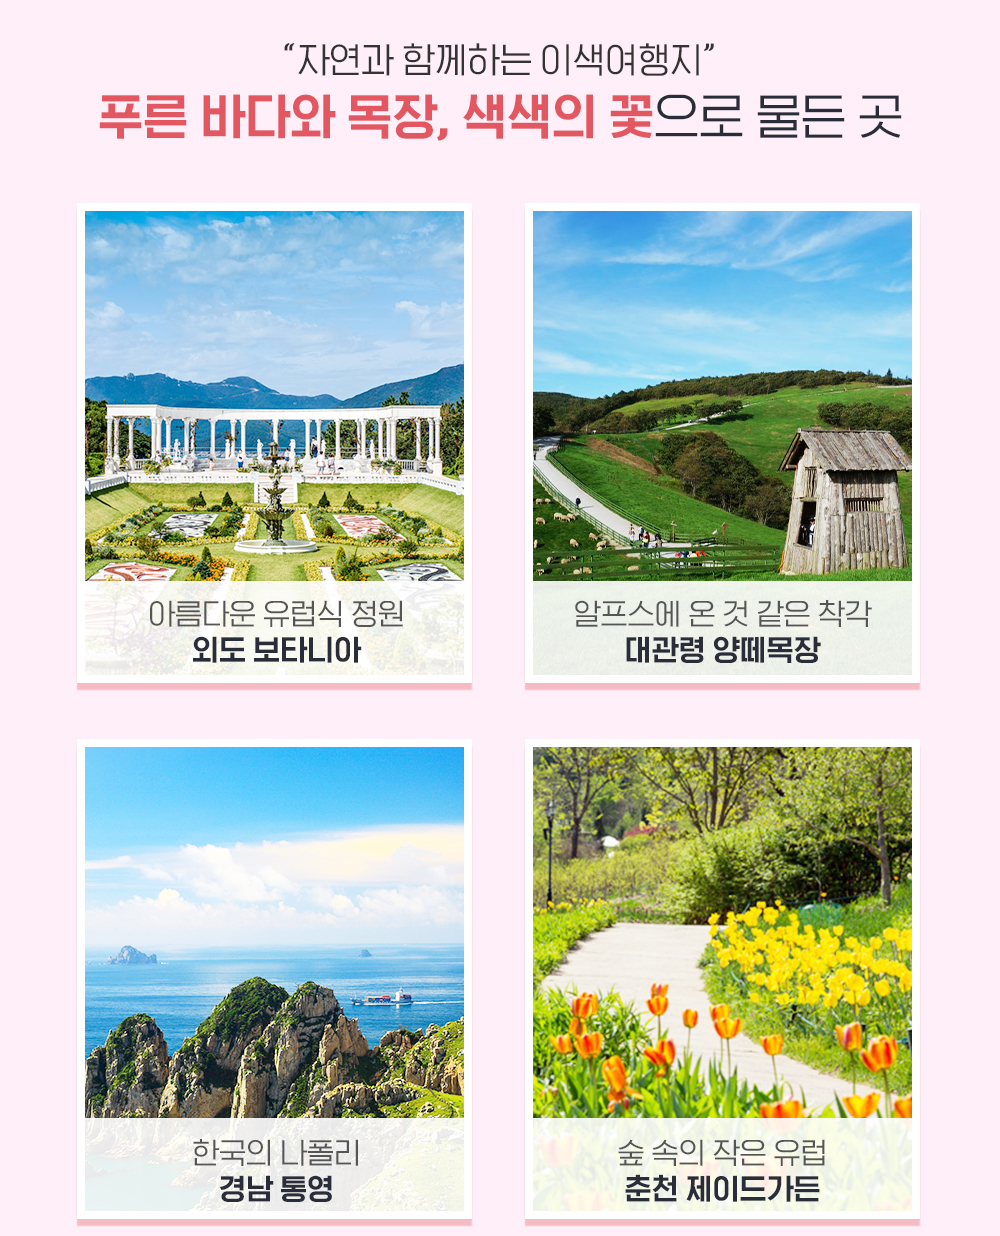 “자연과 함께하는 이색여행지”
푸른 바다와 목장, 색색의 꽃으로 물든 곳
아름다운 유럽식 정원
외도 보타니아
알프스에 온 것 같은 착각
대관령 양떼목장
한국의 나폴리
경남 통영
숲 속의 작은 유럽
춘천 제이드가든